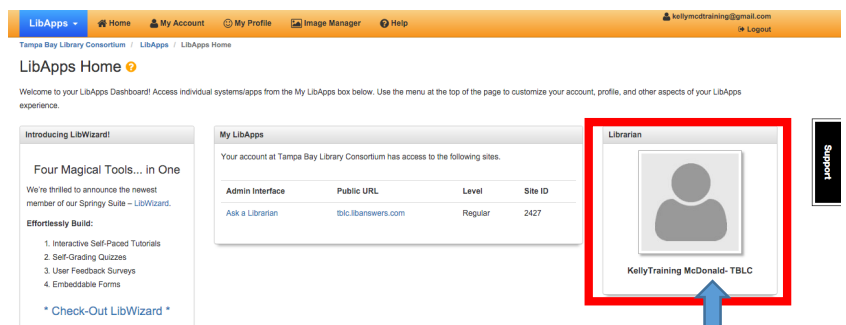 LibApps Home My Account My Profile Image Manager Help kellymcdtraining@gmail.com
Logout
Tampa Bay Library Consortium / LibApps / LibApps Home
LibApps Home ?
Welcome to your LibApps Dashboard! Access individual systems/apps from the My LibApps box below. Use the menu at the top of the page to customize your account, profile, and other aspects of your LibApps
experience.
Introducing LibWizard!
Four Magical Tools... in One
We're thrilled to announce the newest
member of our Springy Suite – LibWizard.
Effortlessly Build:
1. Interactive Self-Paced Tutorials
2. Self-Grading Quizzes
3. User Feedback Surveys
4. Embeddable Forms
* Check-Out LibWizard *
My LibApps
Your account at Tampa Bay Library Consortium has access to the following sites.
Admin Interface Public URL Level Site ID
Ask a Librarian tblc.libanswers.com Regular 2427
Librarian
KellyTraining McDonald- TBLC
Support